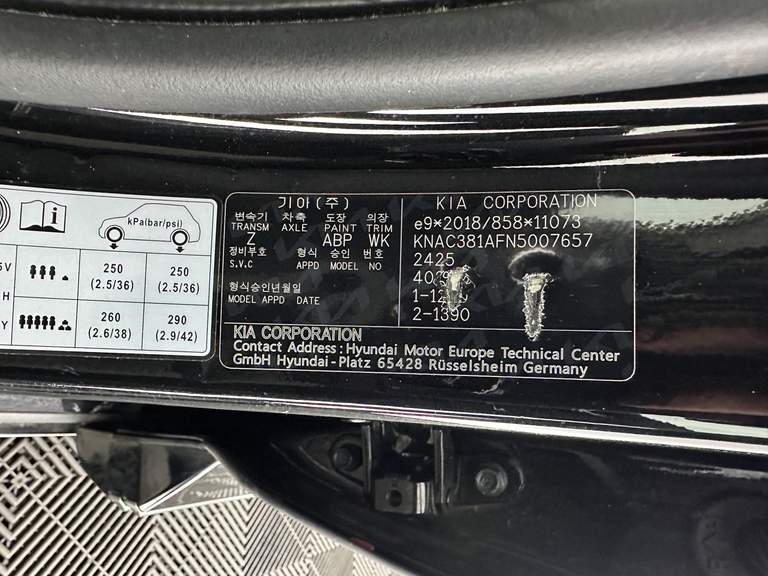 kPa(bar/psi)
250 (2.5/36) 250 (2.5/36)
260 (2.6/38) 290 (2.9/42)
기아(주)
변속기 차축 도장 의장
TRANSM AXLE PAINT TRIM
Z ABP WK
정비부호 형식 승인 번호
S.V.C APPD MODEL NO
형식승인년월일
MODEL APPD DATE
KIA CORPORATION
e9*2018/858*11073
KNAC381AFN5007657
2425
2-1390
KIA CORPORATION
Contact Address : Hyundai Motor Europe Technical Center
GmbH Hyundai-Platz 65428 Rüsselsheim Germany